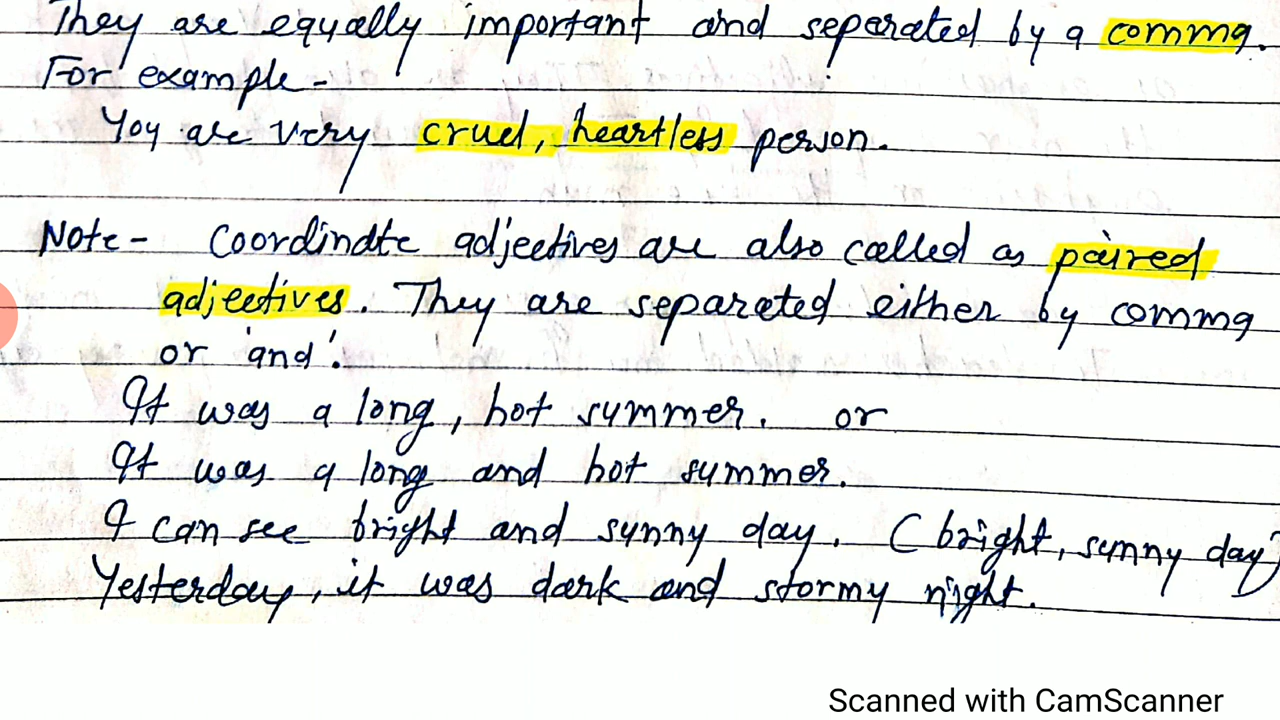 They are equally important and separated by a comma.
For example-
You are very cruel, heartless person.
Note- Coordindte adjectives are also called as paired
adjectives. They are separated either by comma
or 'and'.
It was a long, hot summer. or
It was a long and hot summer.
I can see bright and sunny day. (bright, sunny day)
Yesterday, it was dark and stormy night.
Scanned with CamScanner